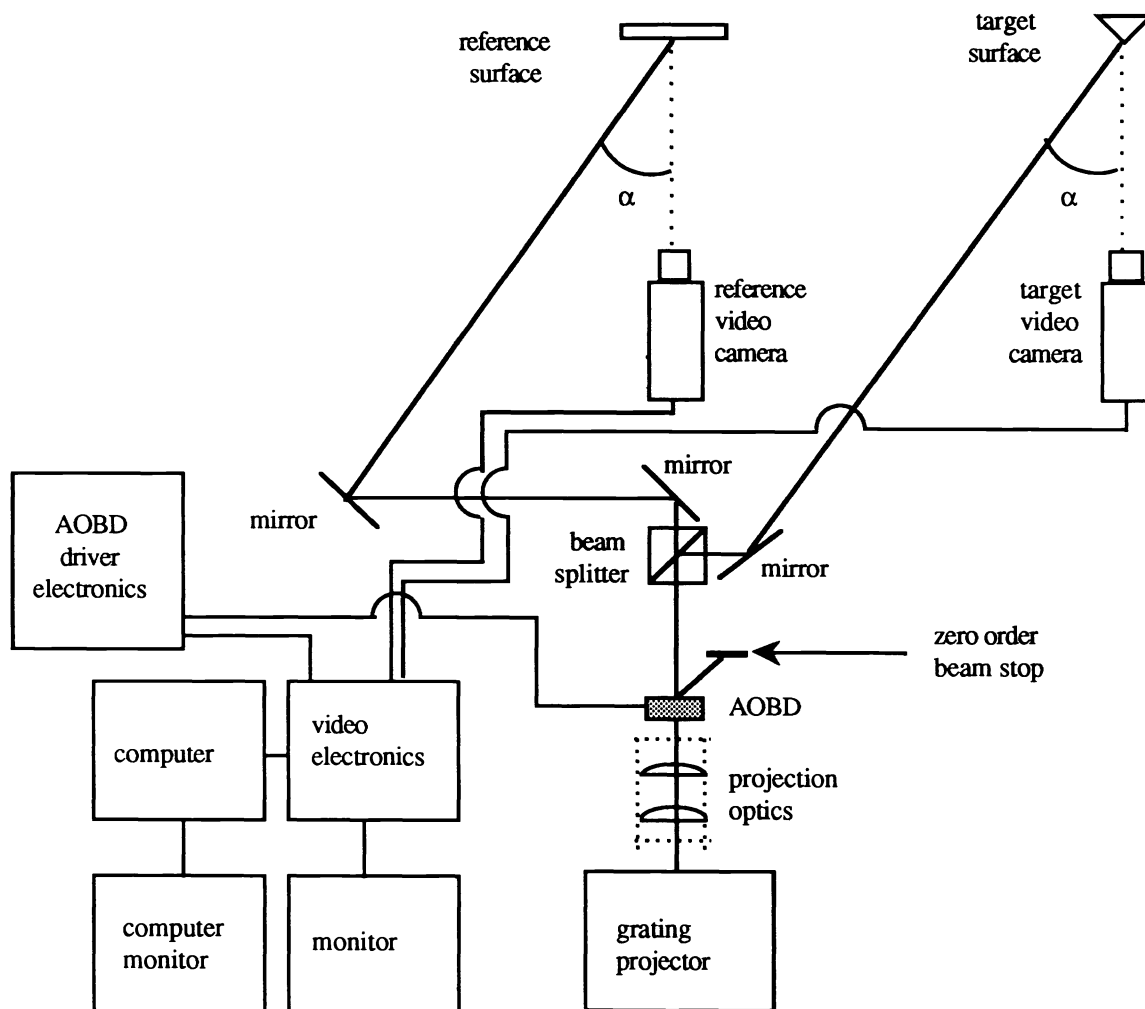 reference
surface
target
surface
α
α
reference
video
camera
target
video
camera
mirror
mirror
AOBD
driver
electronics
beam
splitter
mirror
zero order
beam stop
AOBD
computer
video
electronics
projection
optics
computer
monitor
monitor
grating
projector